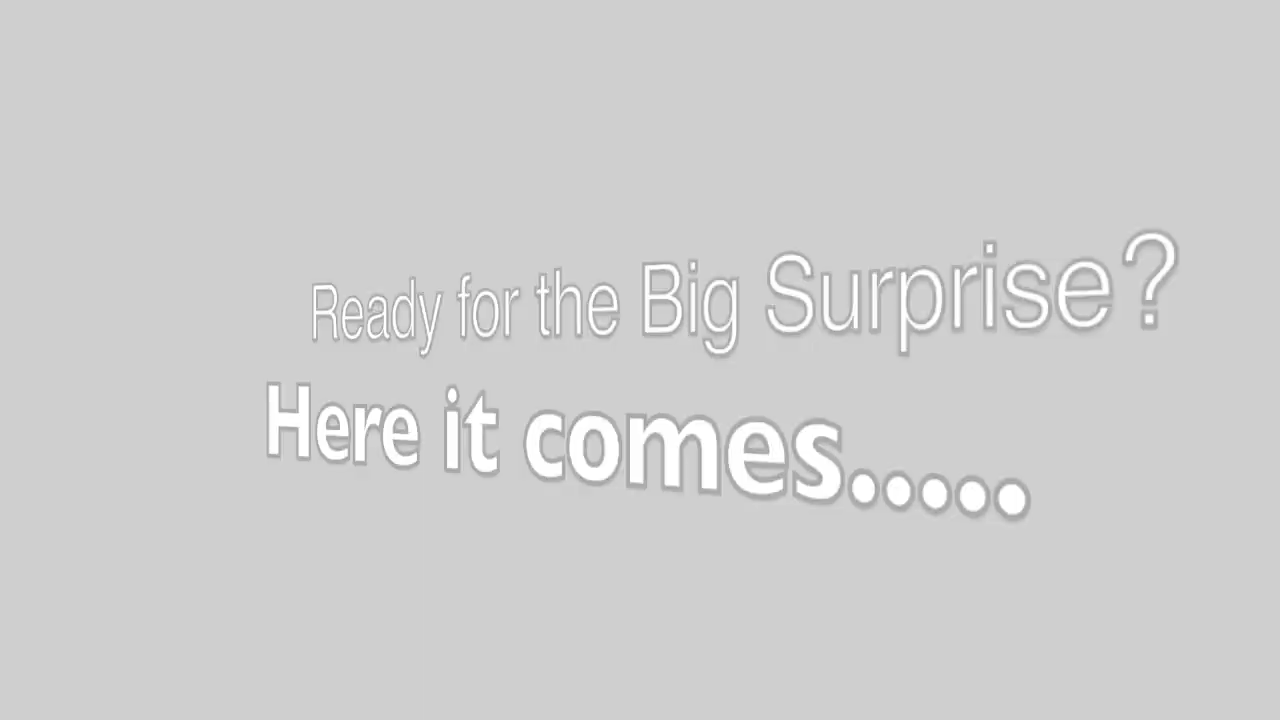 Ready for the Big Surprise?
Here it comes.....